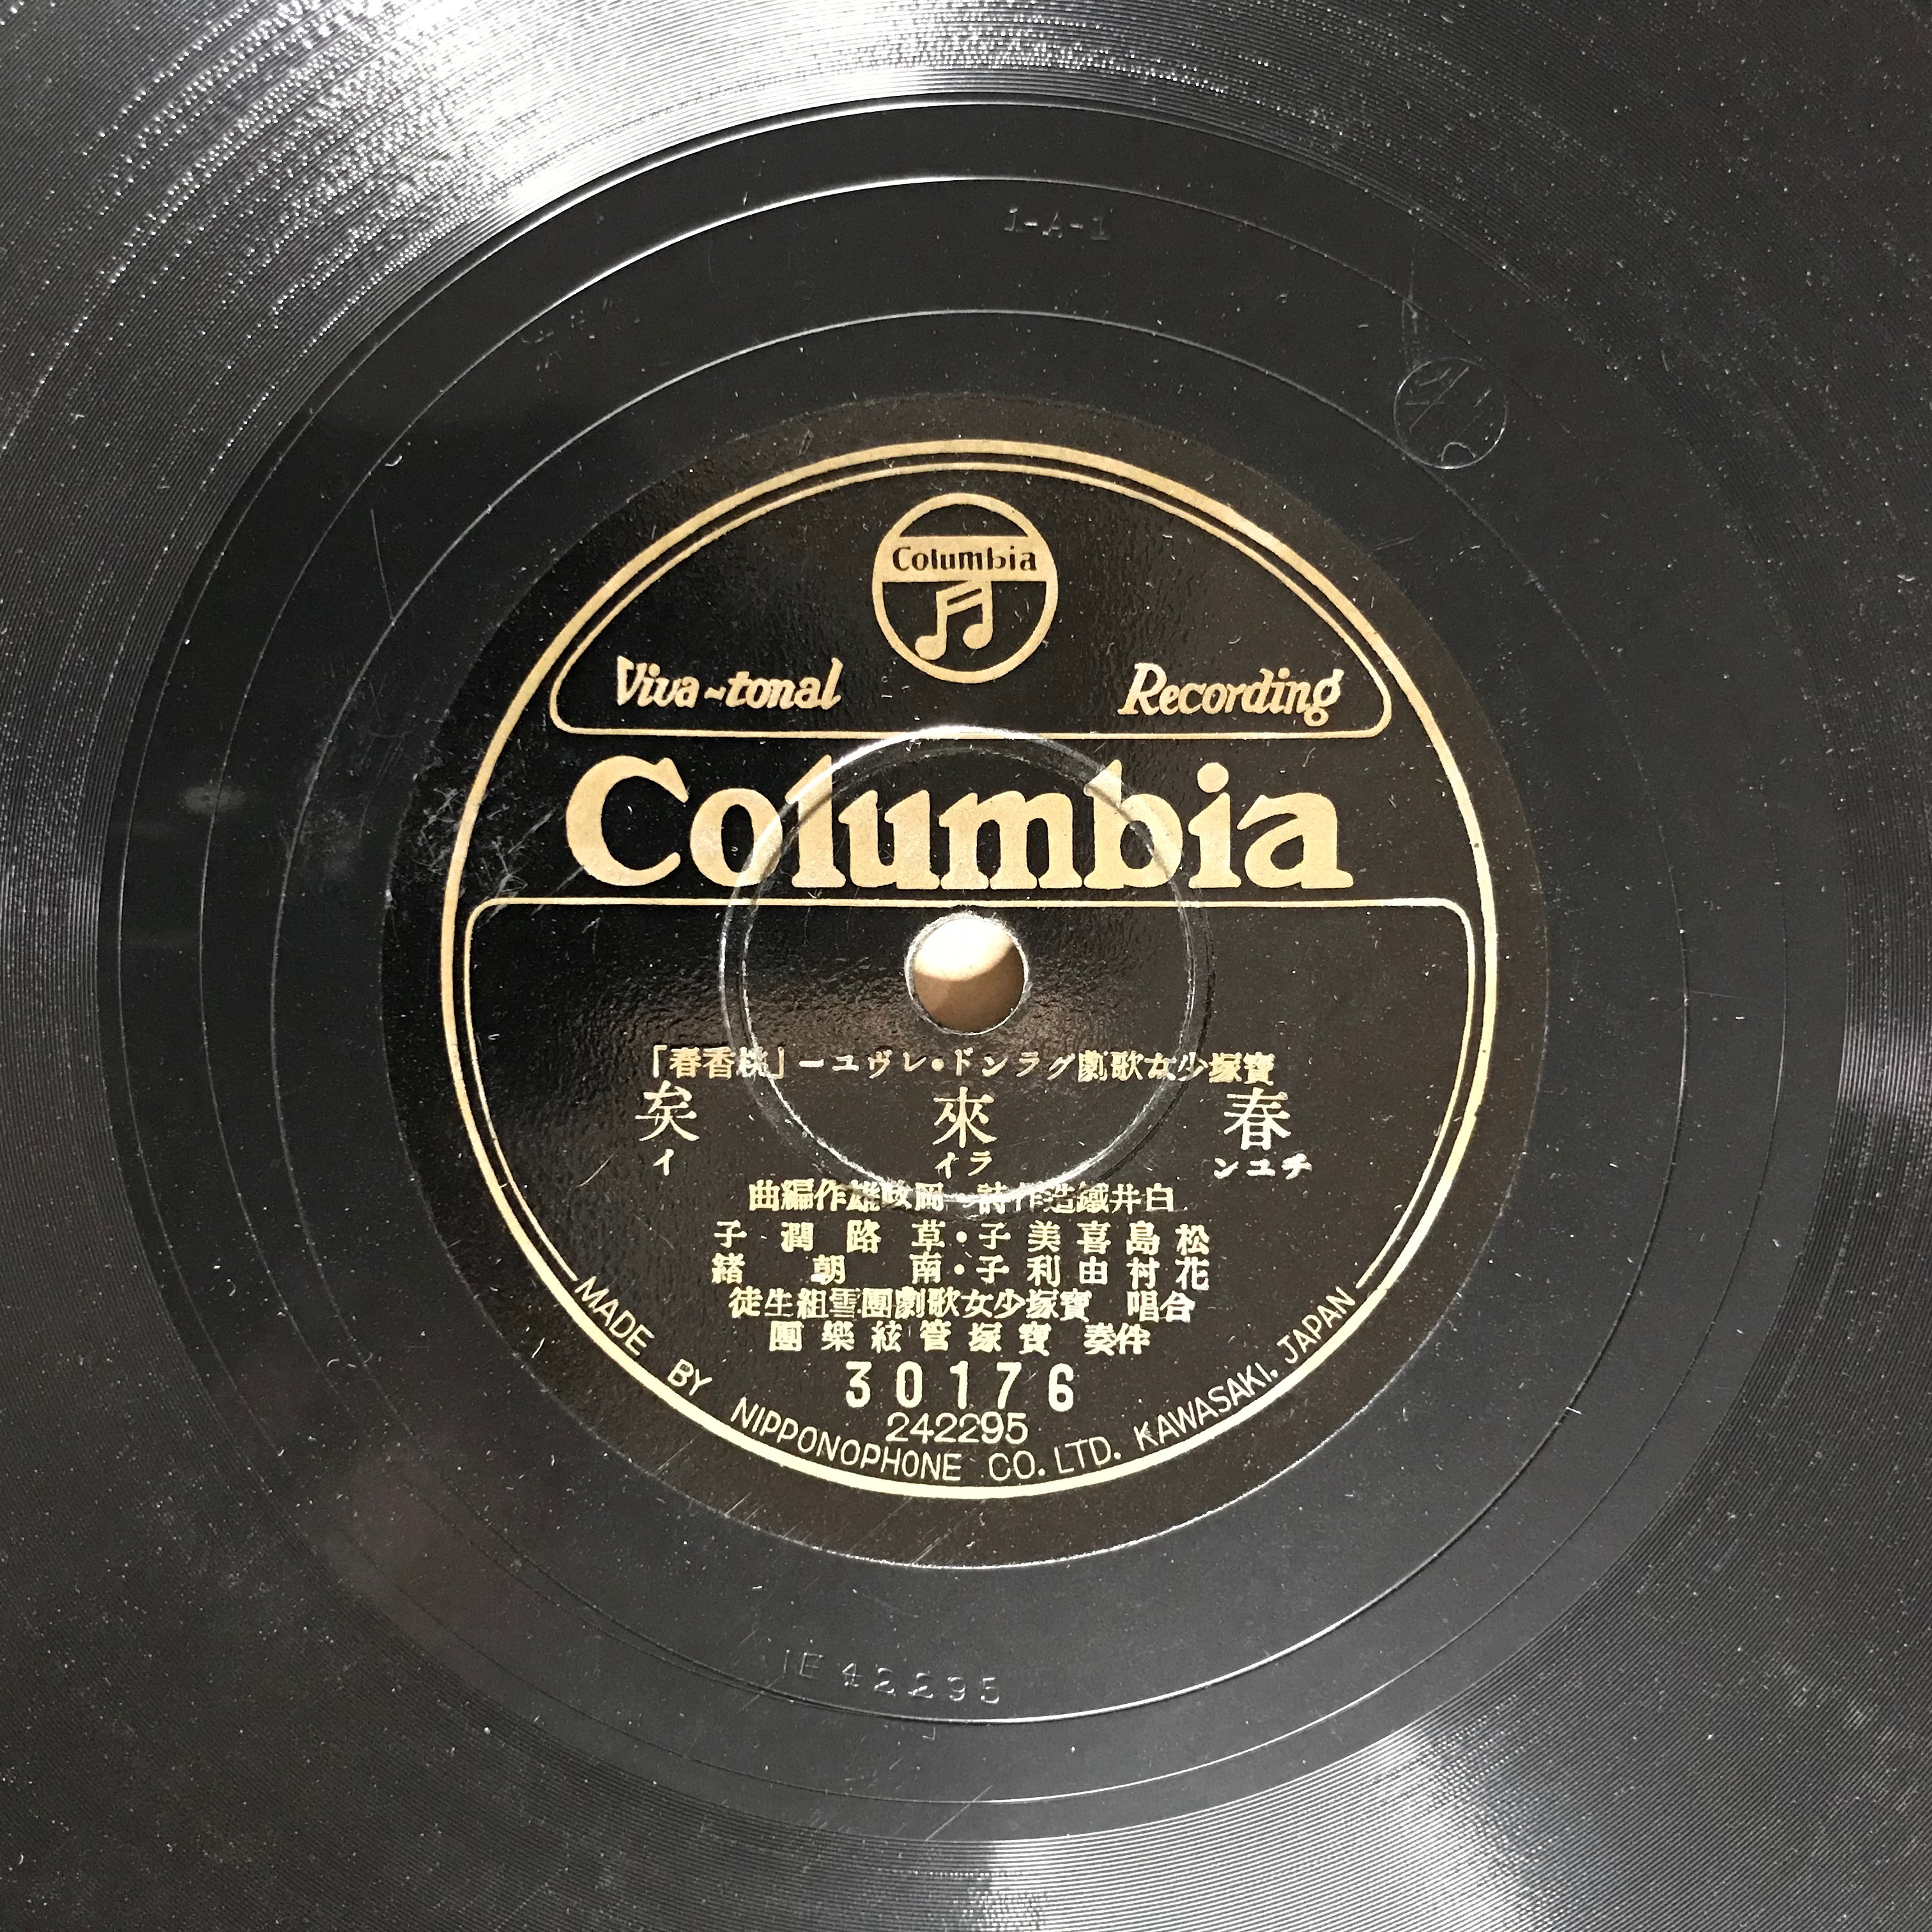 1-A-1
Columbia
Viva-tonal Recording
Columbia
寶塚少女歌劇グランド・レヴユー「桃香春」
春來矣
チユン ライ イ
白井鐵造作詩 岡政雄作編曲
松島喜美子・草路潤子
花村由利子・南朝緒
合唱 寶塚少女歌劇團雪組生徒
伴奏 寶塚管絃樂團
30176
242295
MADE BY NIPPONOPHONE CO. LTD. KAWASAKI, JAPAN
1E 42295